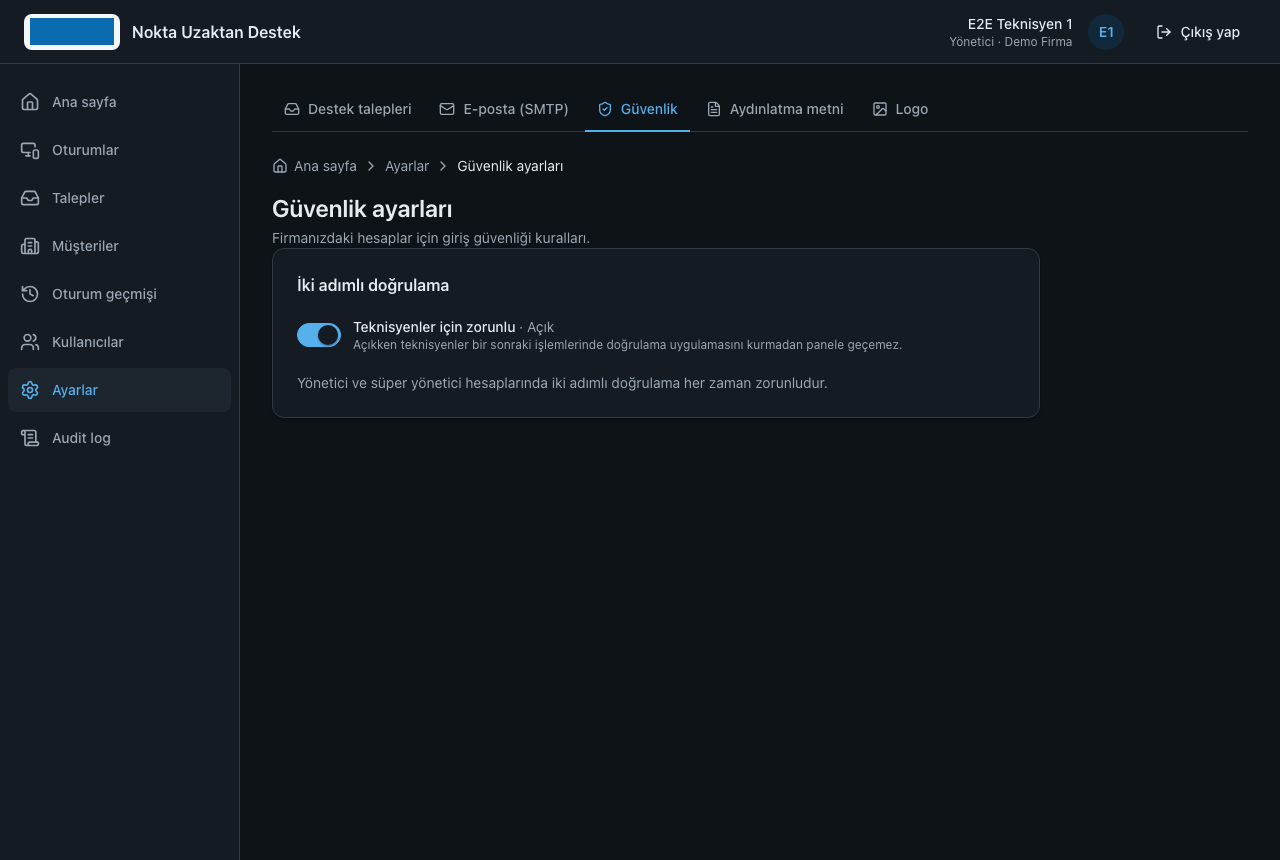 Nokta Uzaktan Destek
E2E Teknisyen 1
Yönetici · Demo Firma
E1
Çıkış yap
Ana sayfa
Oturumlar
Talepler
Müşteriler
Oturum geçmişi
Kullanıcılar
Ayarlar
Audit log
Destek talepleri
E-posta (SMTP)
Güvenlik
Aydınlatma metni
Logo
Ana sayfa > Ayarlar > Güvenlik ayarları
Güvenlik ayarları
Firmanızdaki hesaplar için giriş güvenliği kuralları.
İki adımlı doğrulama
Teknisyenler için zorunlu · Açık
Açıkken teknisyenler bir sonraki işlemlerinde doğrulama uygulamasını kurmadan panele geçemez.
Yönetici ve süper yönetici hesaplarında iki adımlı doğrulama her zaman zorunludur.